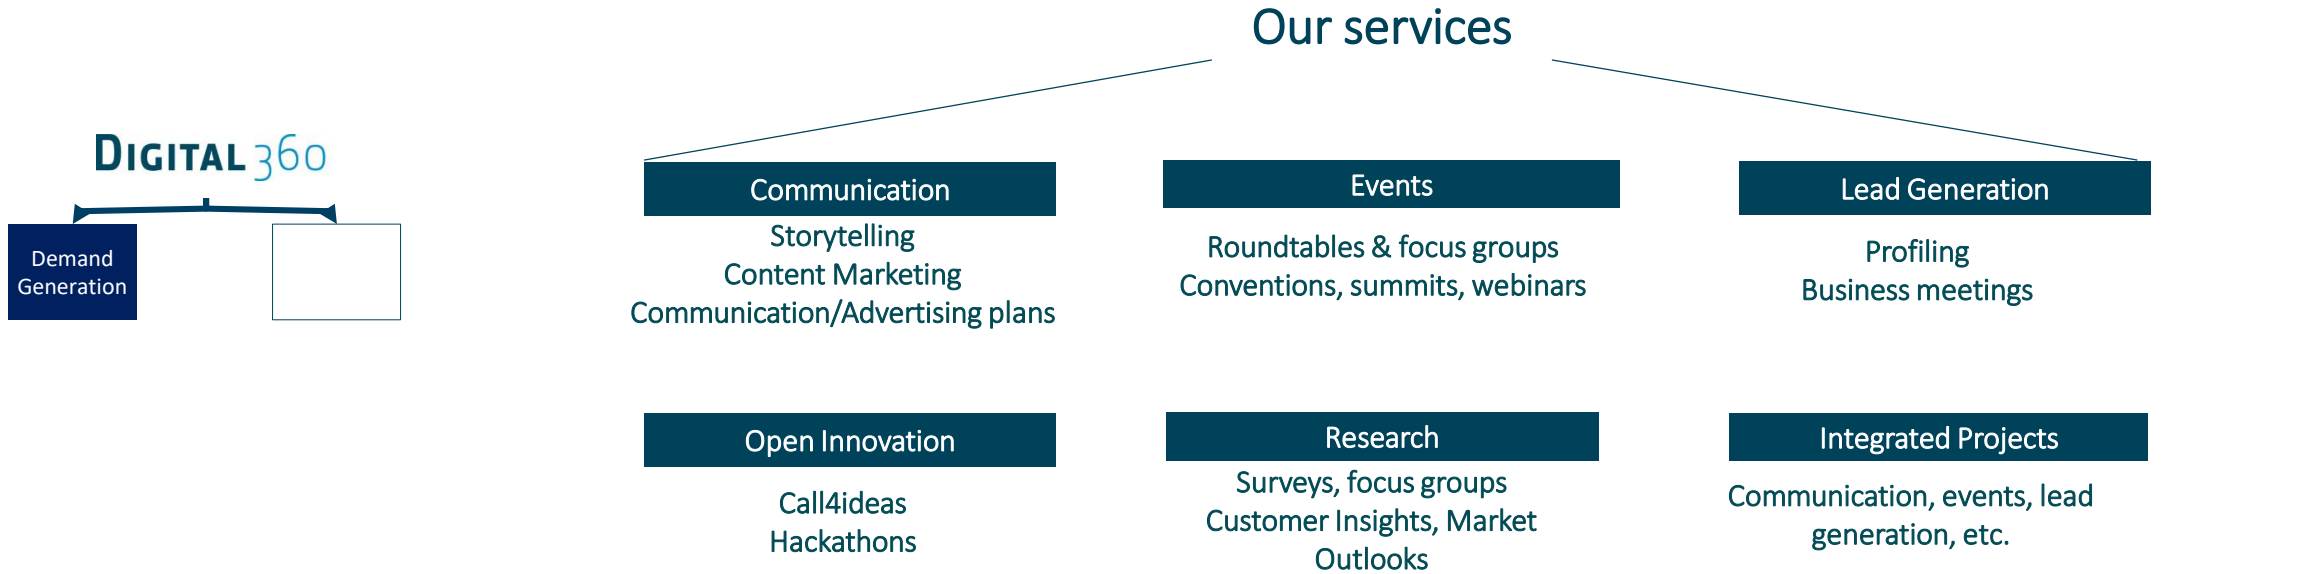 Our services
DIGITAL 360
Demand
Generation
Communication
Storytelling
Content Marketing
Communication/Advertising plans
Events
Roundtables & focus groups
Conventions, summits, webinars
Lead Generation
Profiling
Business meetings
Open Innovation
Call4ideas
Hackathons
Research
Surveys, focus groups
Customer Insights, Market
Outlooks
Integrated Projects
Communication, events, lead
generation, etc.